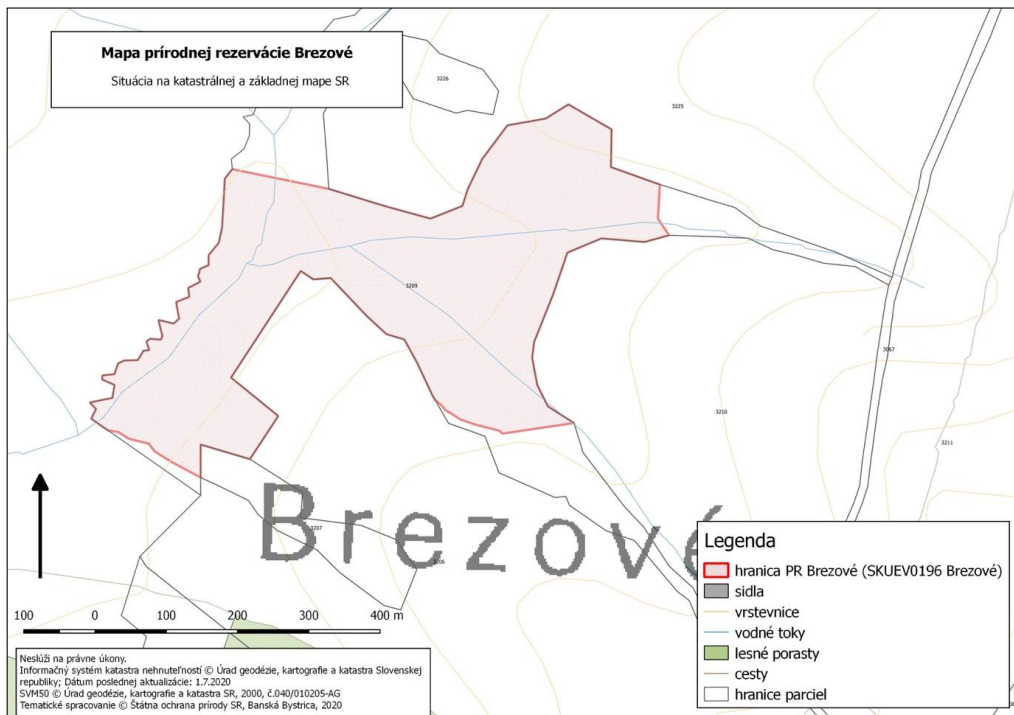 Mapa prírodnej rezervácie Brezové
Situácia na katastrálnej a základnej mape SR
3226
3225
3209
3067
3210
3211
3207
Brezové
100 0 100 200 300 400 m
Legenda
hranica PR Brezové (SKUEV0196 Brezové)
sidla
vrstevnice
vodné toky
lesné porasty
cesty
hranice parciel
Neslúži na právne úkony.
Informačný systém katastra nehnuteľností © Úrad geodézie, kartografie a katastra Slovenskej
republiky; Dátum poslednej aktualizácie: 1.7.2020
SVM50 © Úrad geodézie, kartografie a katastra SR, 2000, č.040/010205-AG
Tematické spracovanie © Štátna ochrana prírody SR, Banská Bystrica, 2020